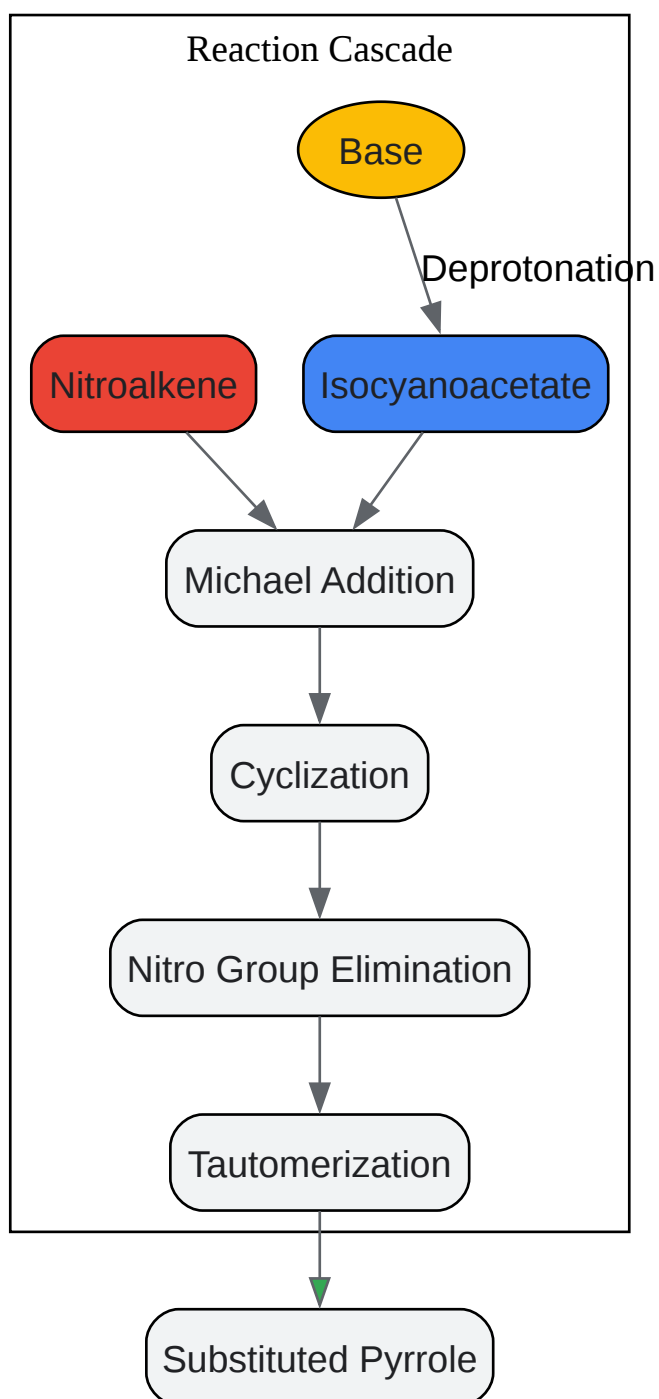 Reaction Cascade
Base
Deprotonation
Nitroalkene
Isocyanoacetate
Michael Addition
Cyclization
Nitro Group Elimination
Tautomerization
Substituted Pyrrole